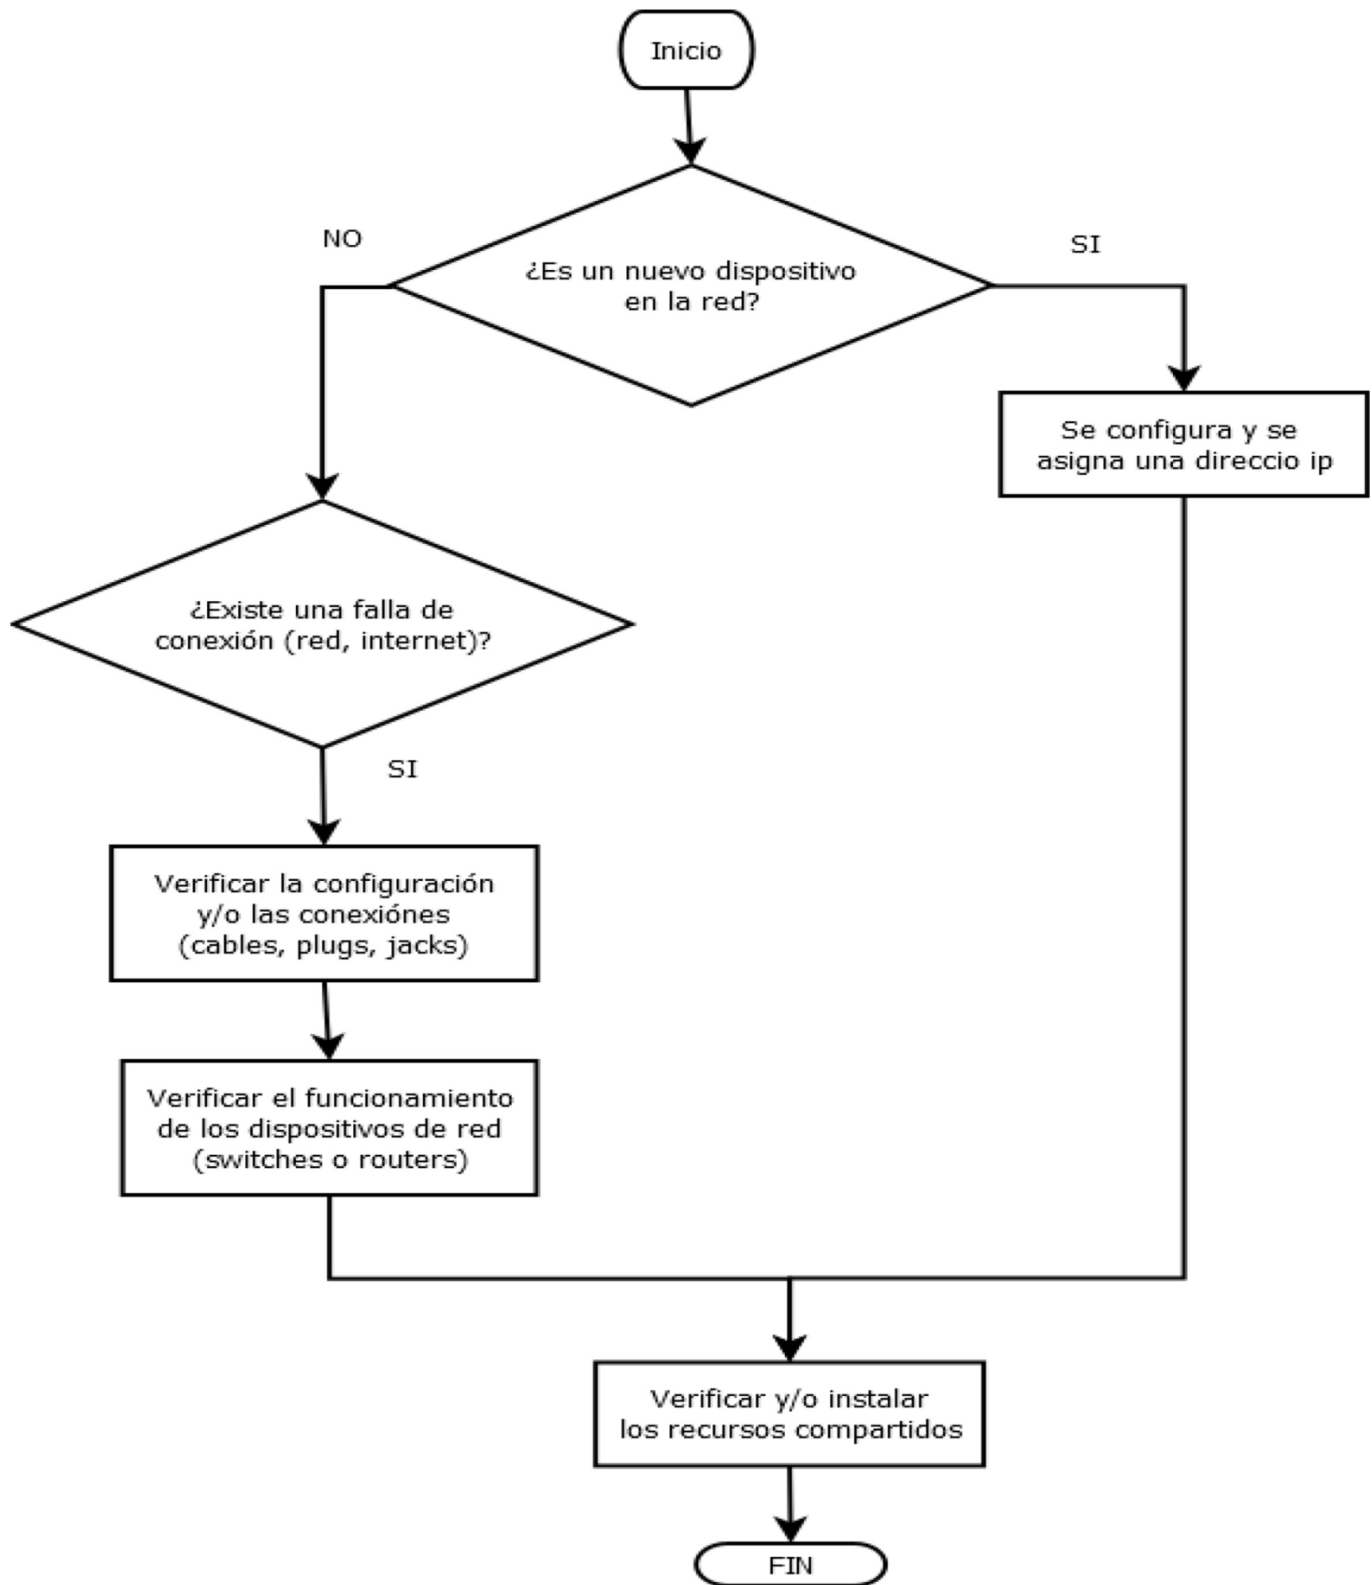 Inicio
NO
SI
¿Es un nuevo dispositivo
en la red?
Se configura y se
asigna una direccio ip
¿Existe una falla de
conexión (red, internet)?
SI
Verificar la configuración
y/o las conexiónes
(cables, plugs, jacks)
Verificar el funcionamiento
de los dispositivos de red
(switches o routers)
Verificar y/o instalar
los recursos compartidos
FIN